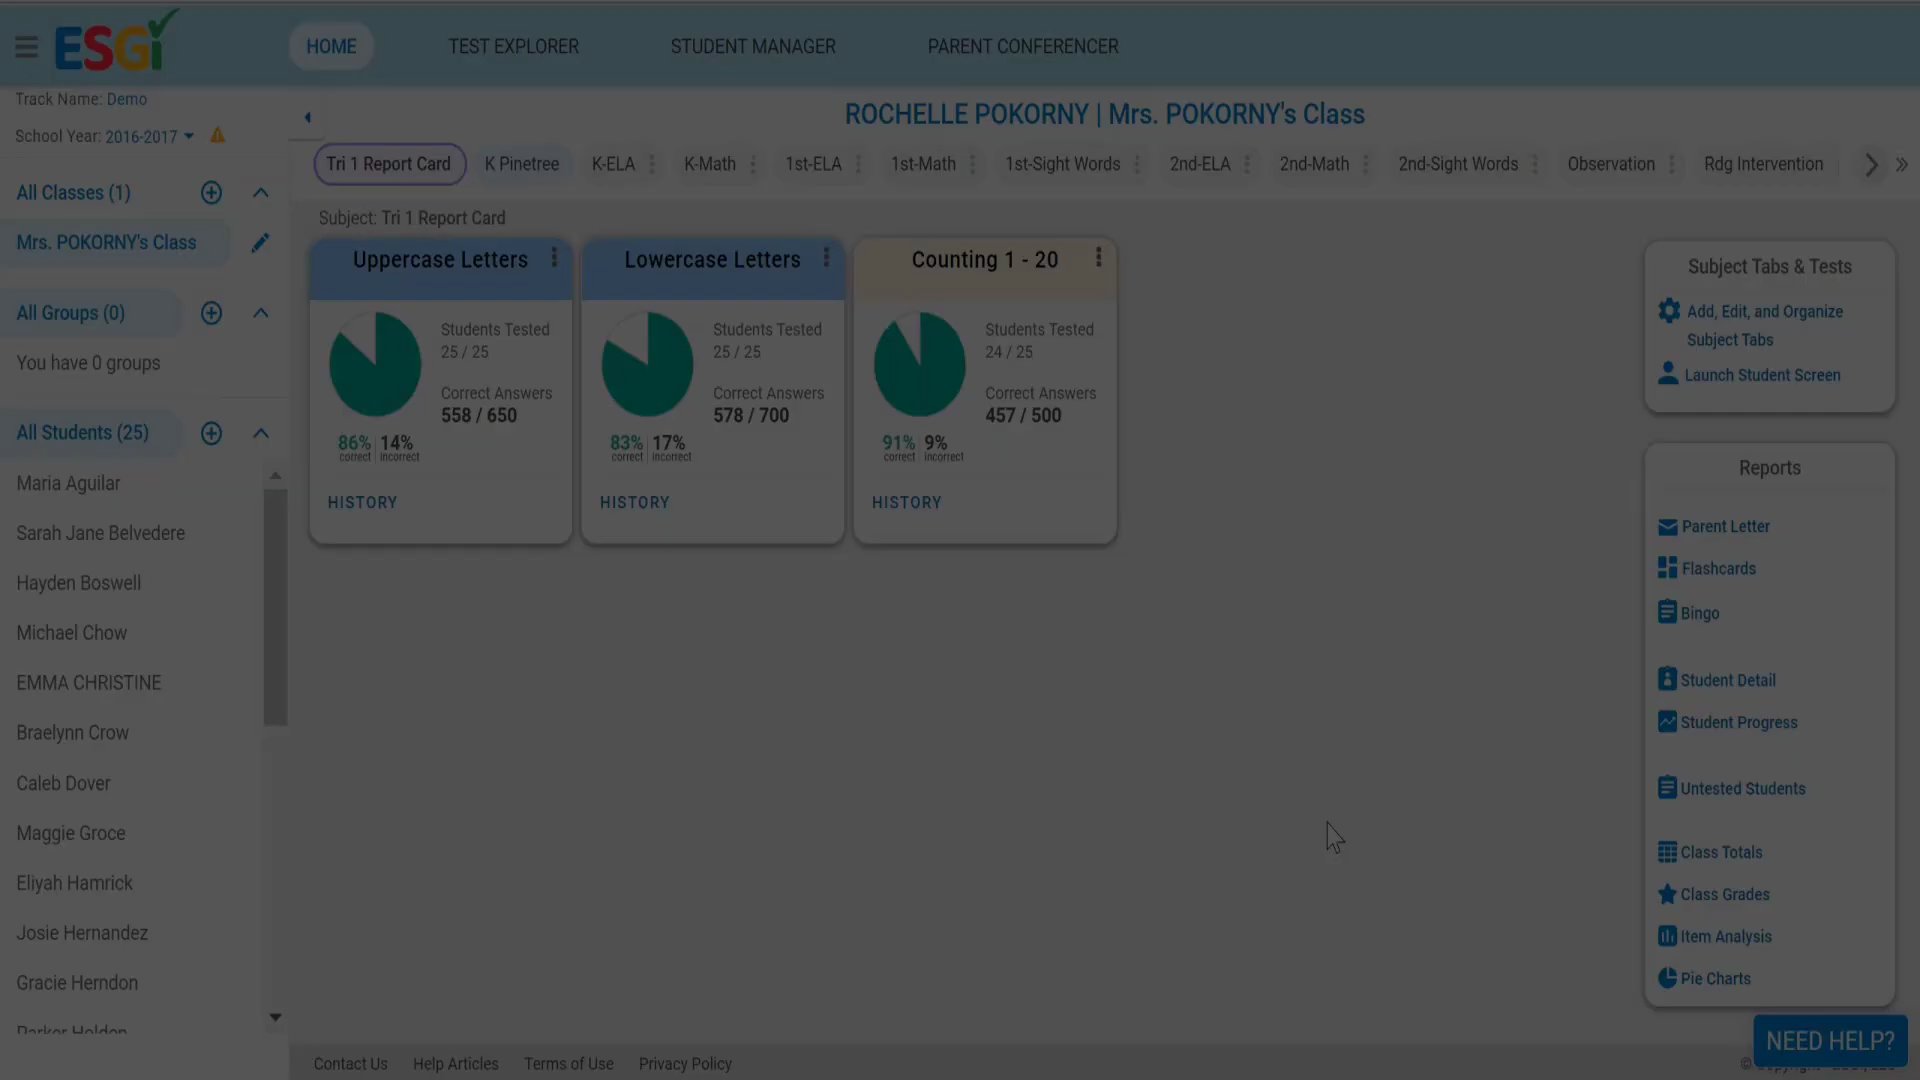 ESGI
HOME
TEST EXPLORER
STUDENT MANAGER
PARENT CONFERENCER
Track Name: Demo
School Year: 2016-2017
ROCHELLE POKORNY | Mrs. POKORNY's Class
Tri 1 Report Card
K Pinetree
K-ELA
K-Math
1st-ELA
1st-Math
1st-Sight Words
2nd-ELA
2nd-Math
2nd-Sight Words
Observation
Rdg Intervention
All Classes (1)
Mrs. POKORNY's Class
All Groups (0)
You have 0 groups
All Students (25)
Maria Aguilar
Sarah Jane Belvedere
Hayden Boswell
Michael Chow
EMMA CHRISTINE
Braelynn Crow
Caleb Dover
Maggie Groce
Eliyah Hamrick
Josie Hernandez
Gracie Herndon
Subject: Tri 1 Report Card
Uppercase Letters
Students Tested
25 / 25
Correct Answers
558 / 650
86% correct
14% incorrect
HISTORY
Lowercase Letters
Students Tested
25 / 25
Correct Answers
578 / 700
83% correct
17% incorrect
HISTORY
Counting 1 - 20
Students Tested
24 / 25
Correct Answers
457 / 500
91% correct
9% incorrect
HISTORY
Subject Tabs & Tests
Add, Edit, and Organize
Subject Tabs
Launch Student Screen
Reports
Parent Letter
Flashcards
Bingo
Student Detail
Student Progress
Untested Students
Class Totals
Class Grades
Item Analysis
Pie Charts
NEED HELP?
Contact Us
Help Articles
Terms of Use
Privacy Policy